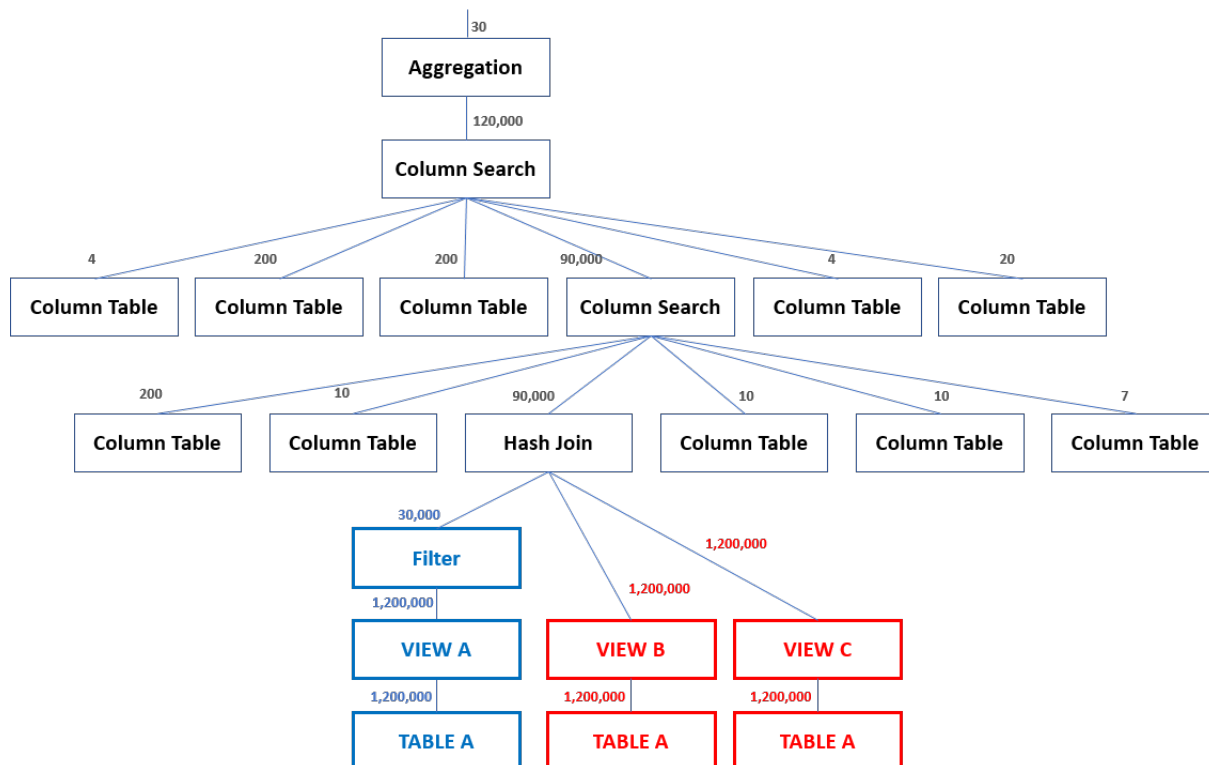 30
Aggregation
120,000
Column Search
4 200 200 90,000 4 20
Column Table Column Table Column Table Column Search Column Table Column Table
200 10 90,000 10 10 7
Column Table Column Table Hash Join Column Table Column Table Column Table
30,000
1,200,000
Filter
1,200,000
1,200,000
VIEW A VIEW B VIEW C
1,200,000 1,200,000 1,200,000
TABLE A TABLE A TABLE A